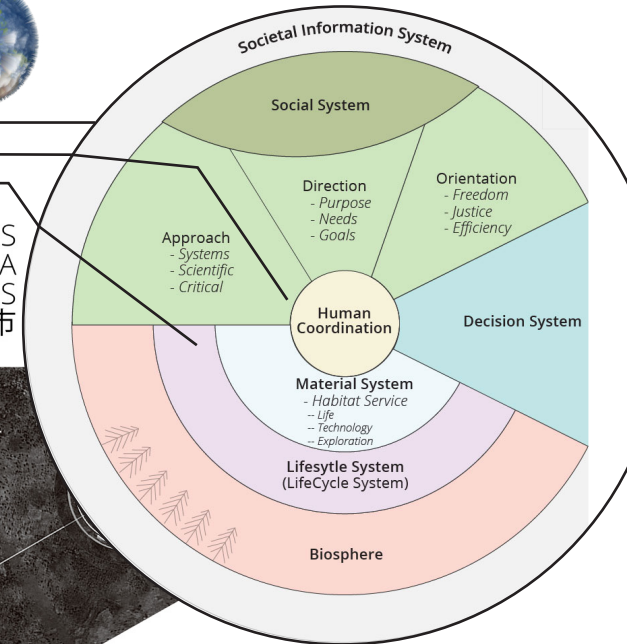 Societal Information System
Social System
Direction
- Purpose
- Needs
- Goals
Orientation
- Freedom
- Justice
- Efficiency
Approach
- Systems
- Scientific
- Critical
S
A
S
市
Human
Coordination
Decision System
Material System
- Habitat Service
-- Life
-- Technology
-- Exploration
Lifesytle System
(LifeCycle System)
Biosphere